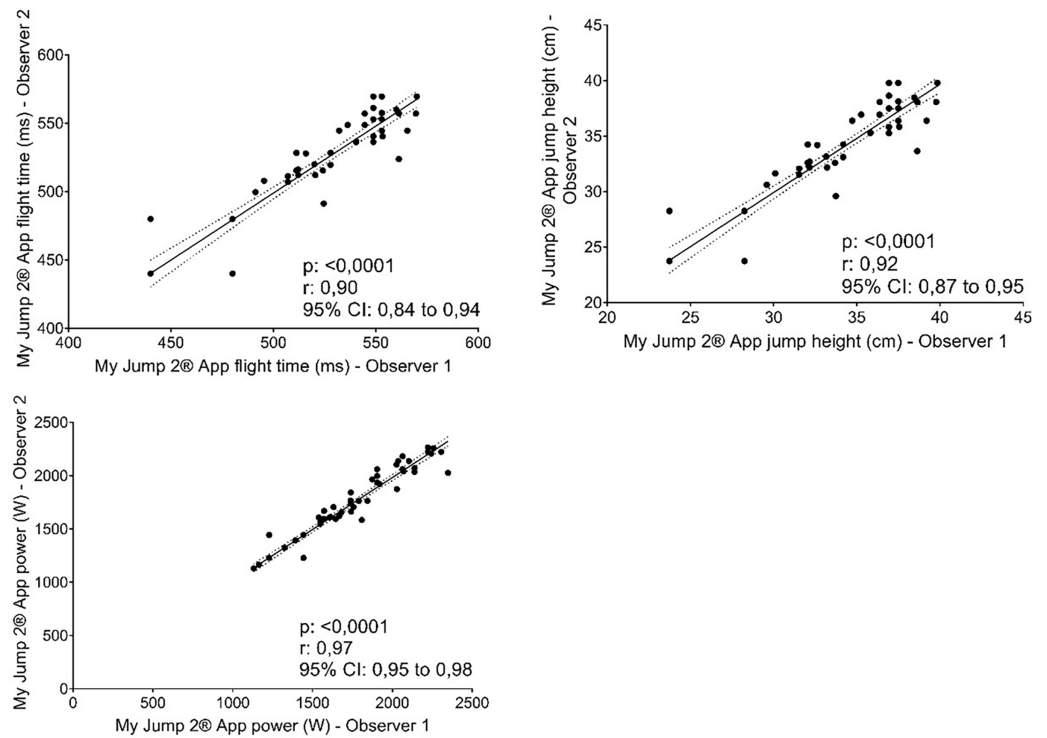 My Jump 2® App flight time (ms) - Observer 2
600
550
500
450
400
400
450
500
550
600
p: <0,0001
r: 0,90
95% CI: 0,84 to 0,94
My Jump 2® App flight time (ms) - Observer 1
My Jump 2® App jump height (cm) -
Observer 2
45
40
35
30
25
20
20
25
30
35
40
45
p: <0,0001
r: 0,92
95% CI: 0,87 to 0,95
My Jump 2® App jump height (cm) - Observer 1
My Jump 2® App power (W) - Observer 2
2500
2000
1500
1000
500
0
0
500
1000
1500
2000
2500
p: <0,0001
r: 0,97
95% CI: 0,95 to 0,98
My Jump 2® App power (W) - Observer 1